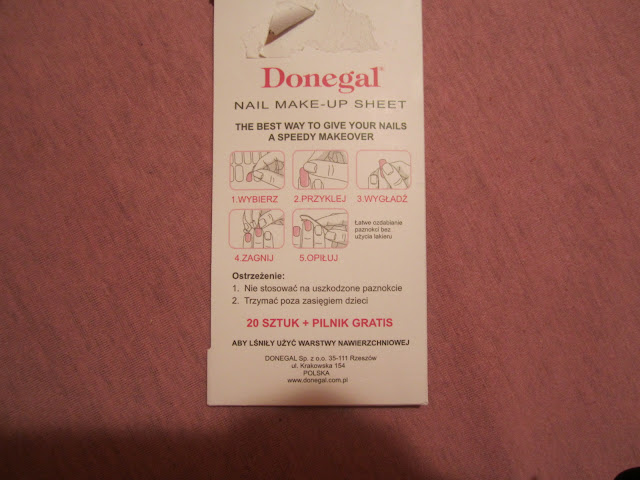 Donegal®
NAIL MAKE-UP SHEET
THE BEST WAY TO GIVE YOUR NAILS
A SPEEDY MAKEOVER
1.WYBIERZ
2.PRZYKLEJ
3.WYGŁADŹ
4.ZAGNIJ
5.OPIŁUJ
Łatwe ozdabianie
paznokci bez
użycia lakieru
Ostrzeżenie:
1. Nie stosować na uszkodzone paznokcie
2. Trzymać poza zasięgiem dzieci
20 SZTUK + PILNIK GRATIS
ABY LŚNIŁY UŻYĆ WARSTWY NAWIERZCHNIOWEJ
DONEGAL Sp. z o.o. 35-111 Rzeszów
ul. Krakowska 154
POLSKA
www.donegal.com.pl